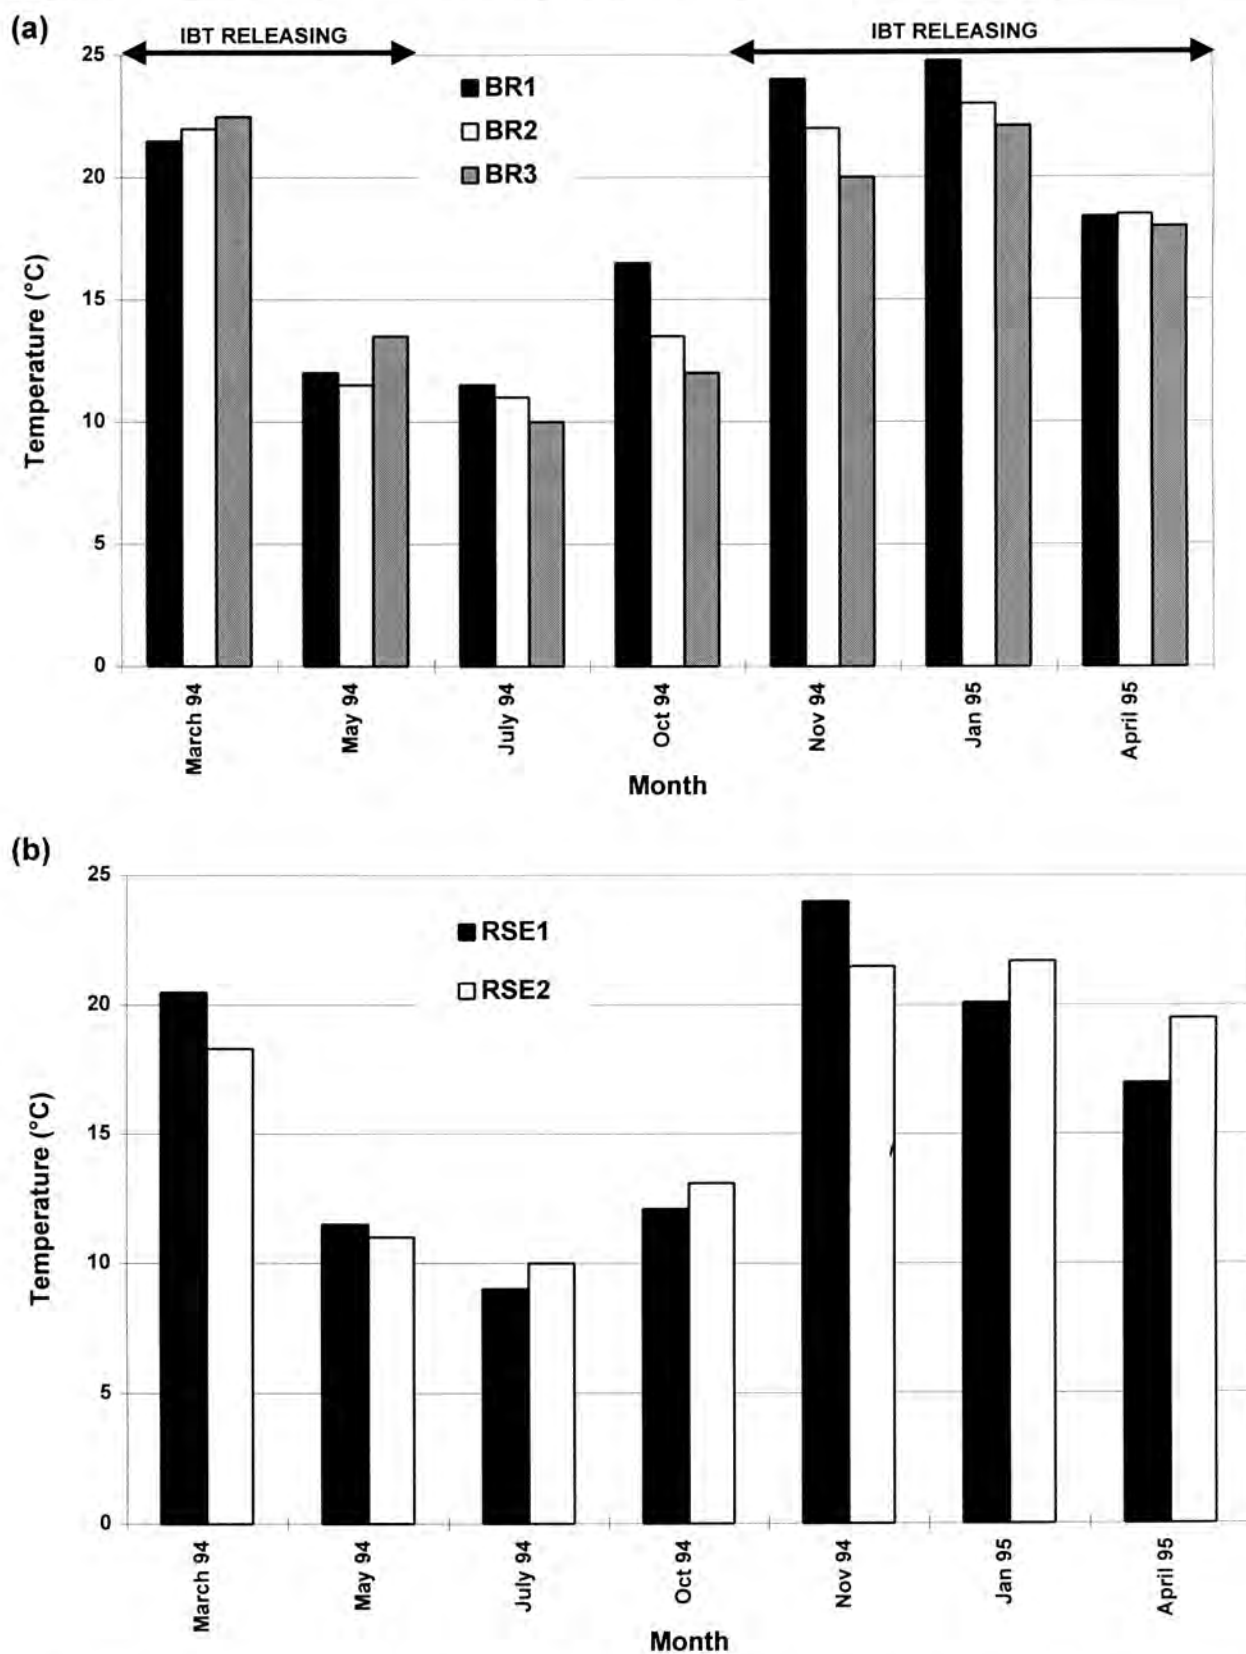 (a)
IBT RELEASING
IBT RELEASING
25
20
15
10
5
0
Temperature (°C)
BR1
BR2
BR3
March 94
May 94
July 94
Oct 94
Nov 94
Jan 95
April 95
Month
(b)
25
20
15
10
5
0
Temperature (°C)
RSE1
RSE2
March 94
May 94
July 94
Oct 94
Nov 94
Jan 95
April 95
Month